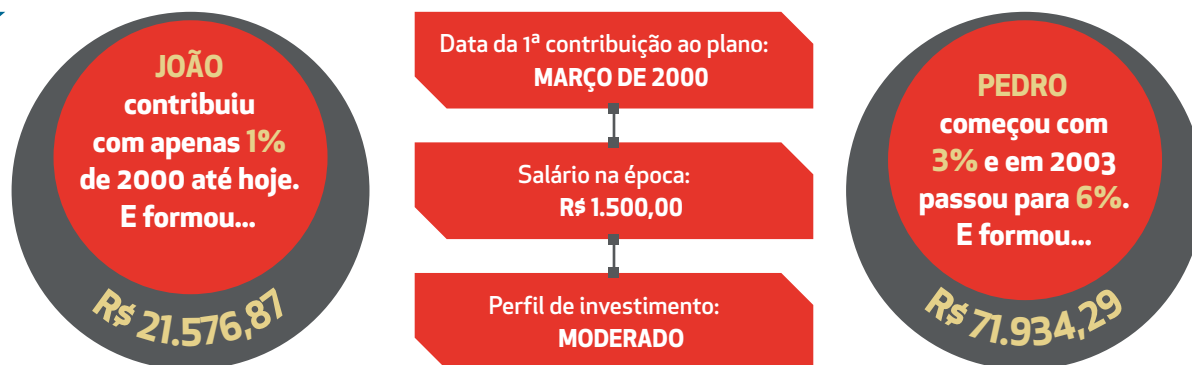 JOÃO
contribuiu
com apenas 1%
de 2000 até hoje.
E formou...
R$ 21.576,87
Data da 1ª contribuição ao plano:
MARÇO DE 2000
Salário na época:
R$ 1.500,00
Perfil de investimento:
MODERADO
PEDRO
começou com
3% e em 2003
passou para 6%.
E formou...
R$ 71.934,29